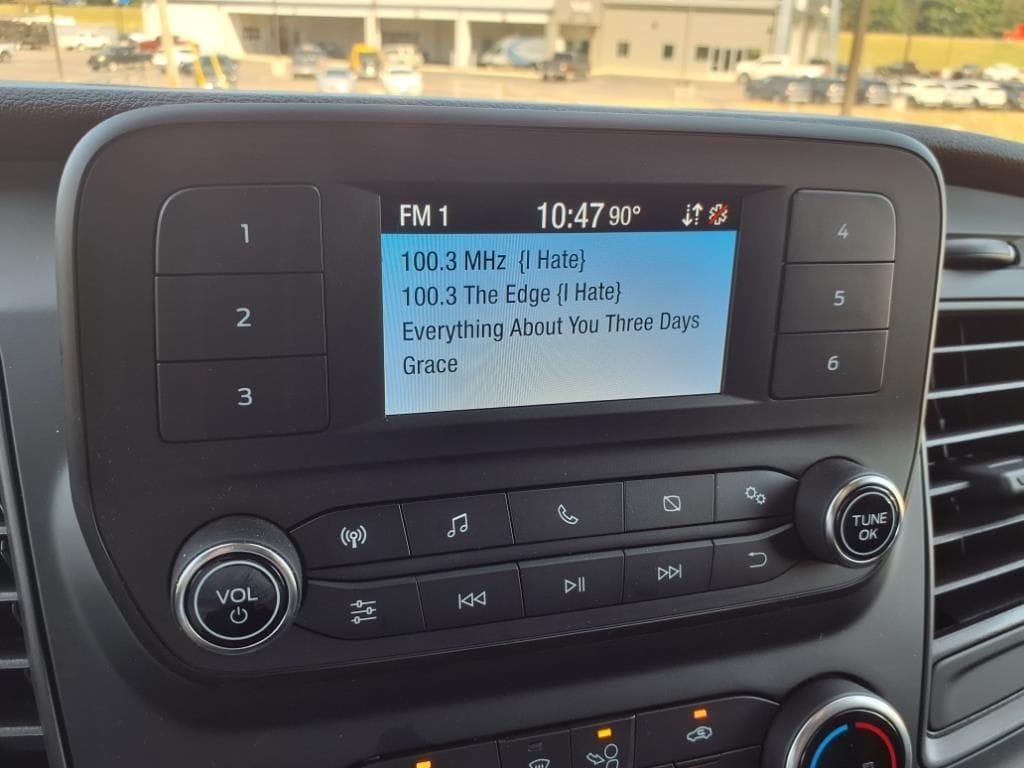 FM 1 10:47 90°
100.3 MHz {I Hate}
100.3 The Edge {I Hate}
Everything About You Three Days
Grace
1
2
3
4
5
6
VOL
TUNE
OK